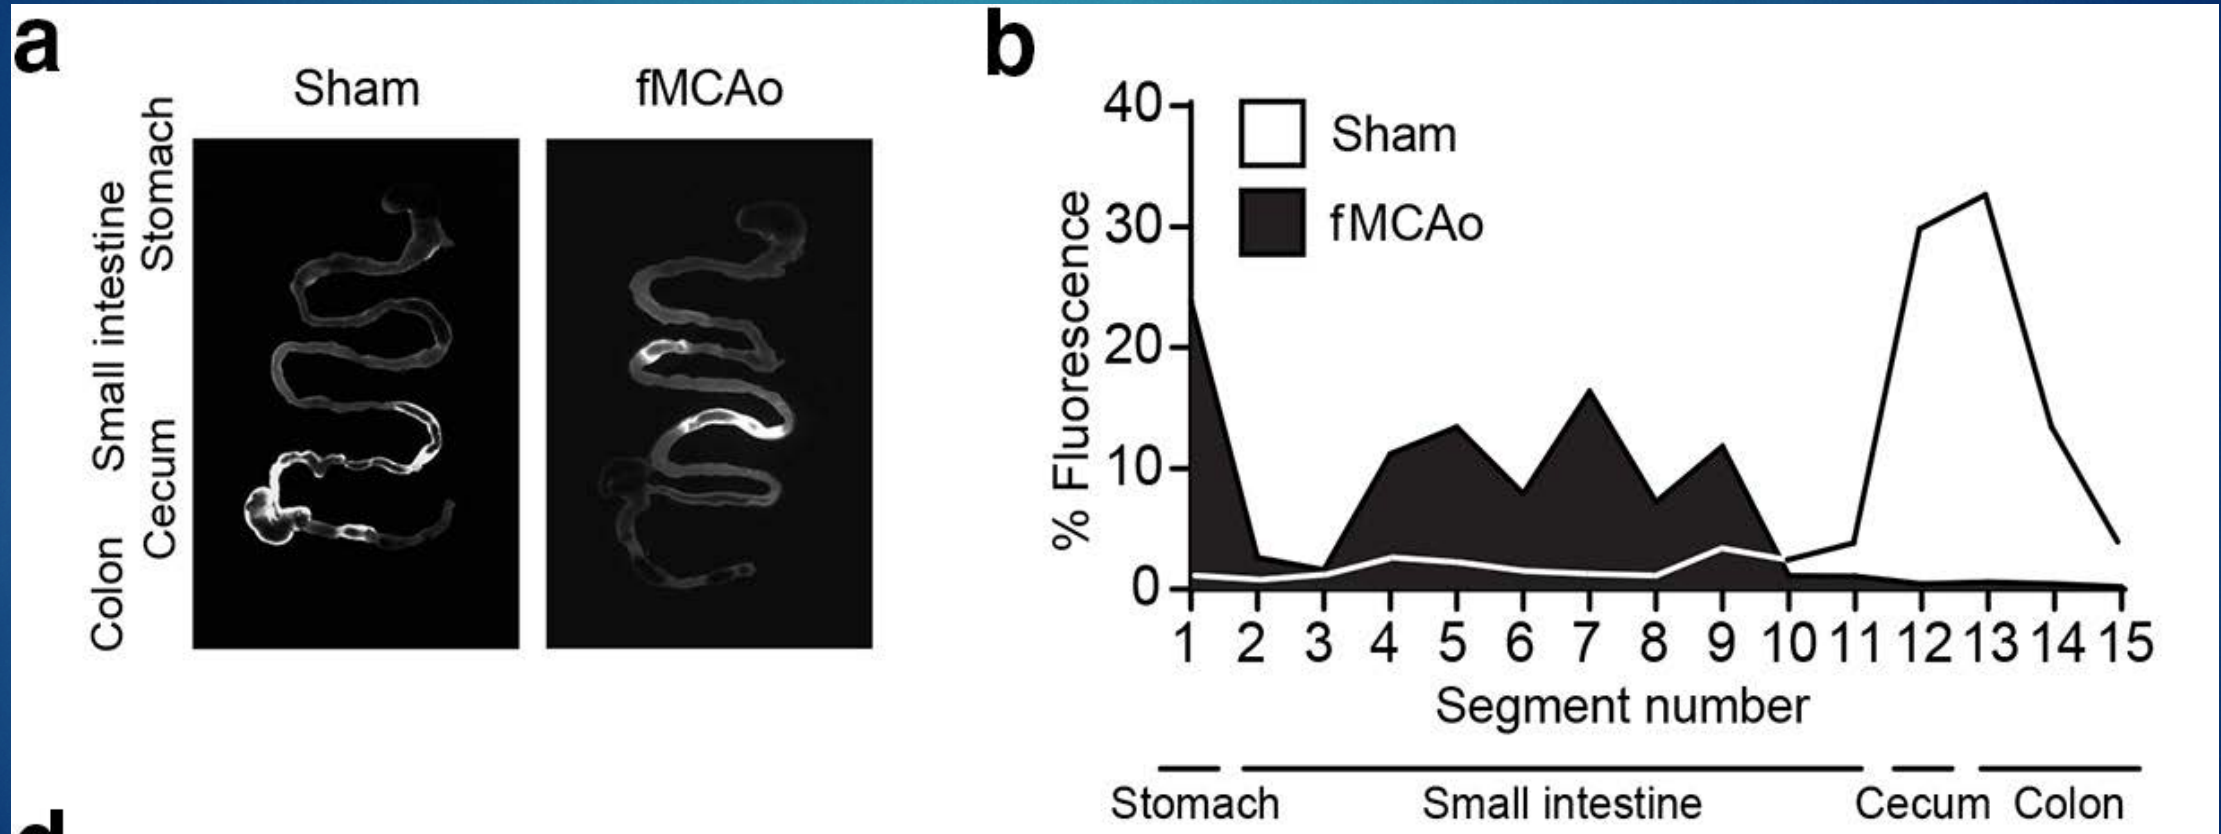 a
Sham
fMCAo
Stomach
Small intestine
Cecum
Colon
b
40
30
20
10
0
% Fluorescence
Sham
fMCAo
1 2 3 4 5 6 7 8 9 10 11 12 13 14 15
Segment number
Stomach Small intestine Cecum Colon
d